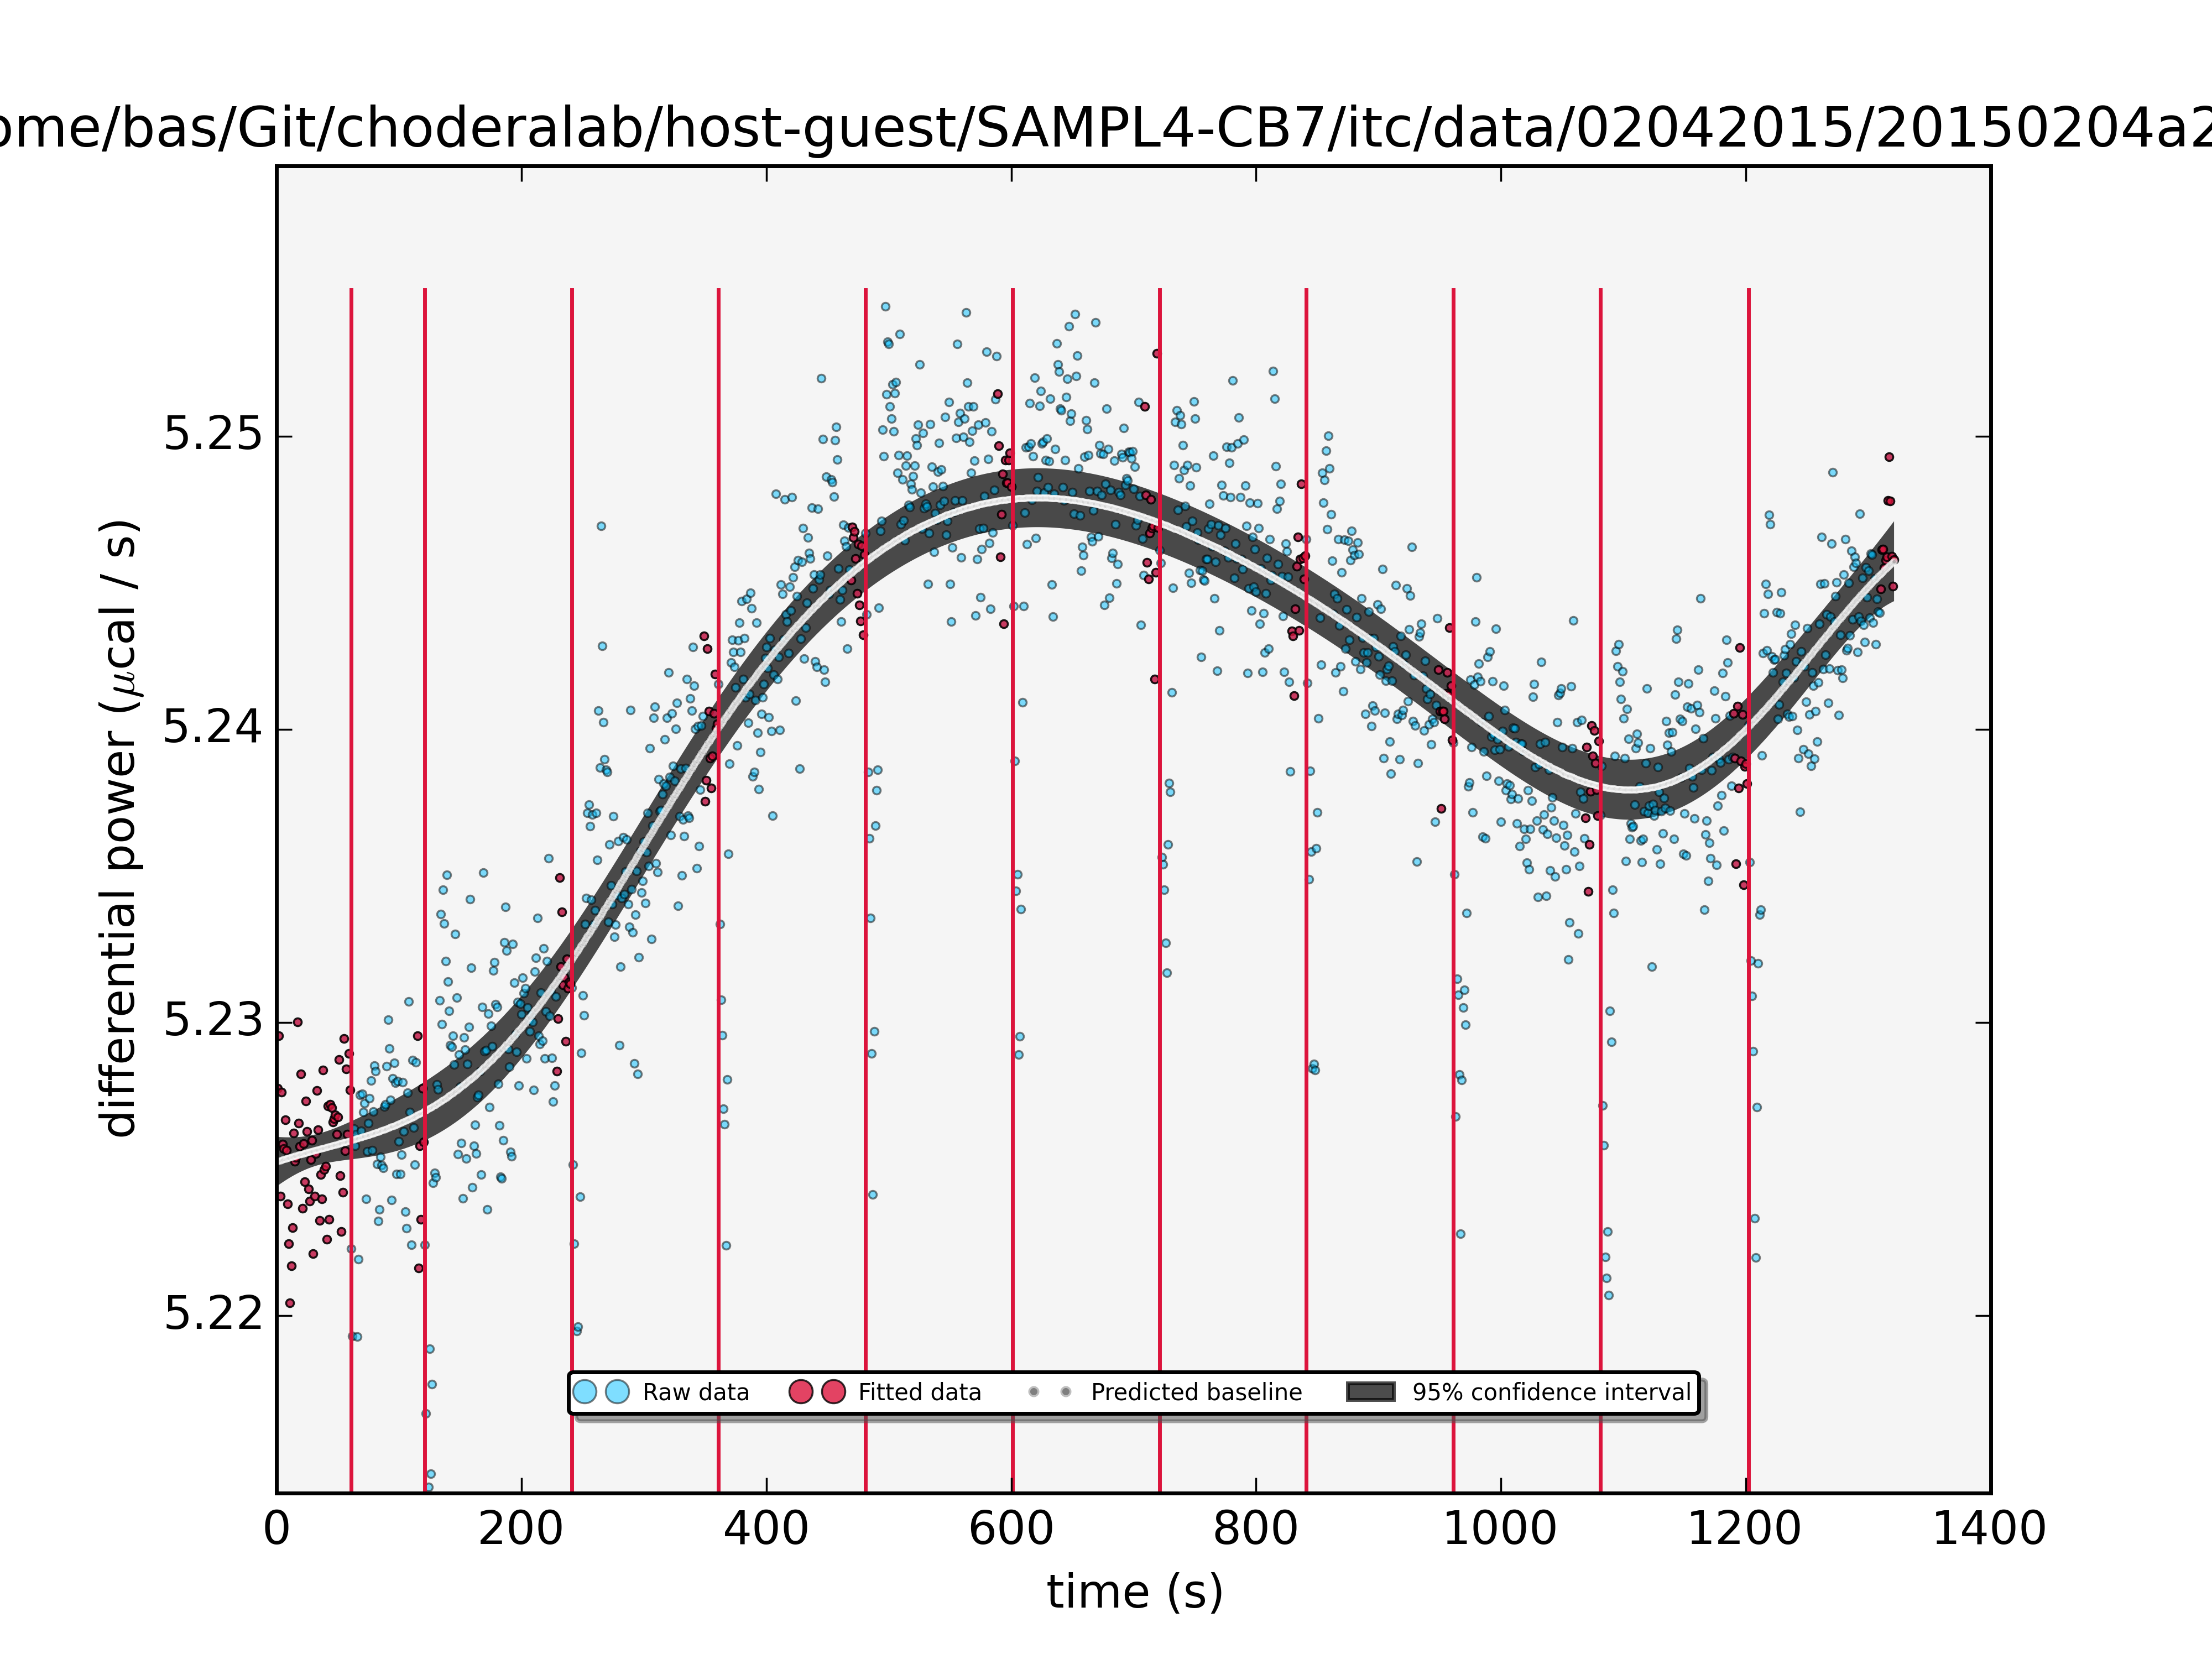 ome/bas/Git/choderalab/host-guest/SAMPL4-CB7/itc/data/02042015/20150204a2
differential power (μcal / s)
5.25
5.24
5.23
5.22
Raw data Fitted data Predicted baseline 95% confidence interval
0 200 400 600 800 1000 1200 1400
time (s)